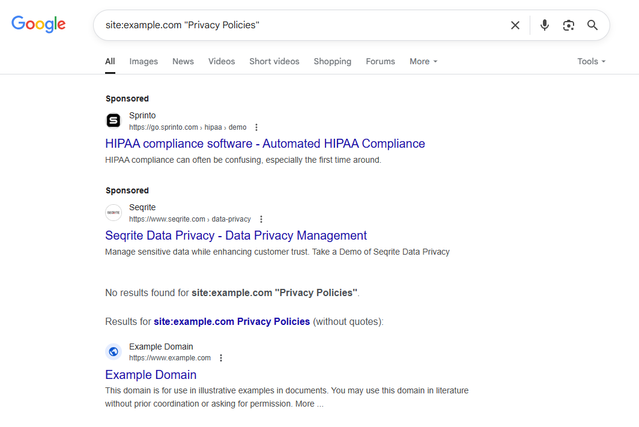 Google
site:example.com "Privacy Policies"
All Images News Videos Short videos Shopping Forums More Tools
Sponsored
Sprinto
https://go.sprinto.com › hipaa › demo
HIPAA compliance software - Automated HIPAA Compliance
HIPAA compliance can often be confusing, especially the first time around.
Sponsored
Seqrite
https://www.seqrite.com › data-privacy
Seqrite Data Privacy - Data Privacy Management
Manage sensitive data while enhancing customer trust. Take a Demo of Seqrite Data Privacy
No results found for site:example.com "Privacy Policies".
Results for site:example.com Privacy Policies (without quotes):
Example Domain
https://www.example.com
Example Domain
This domain is for use in illustrative examples in documents. You may use this domain in literature
without prior coordination or asking for permission. More ...